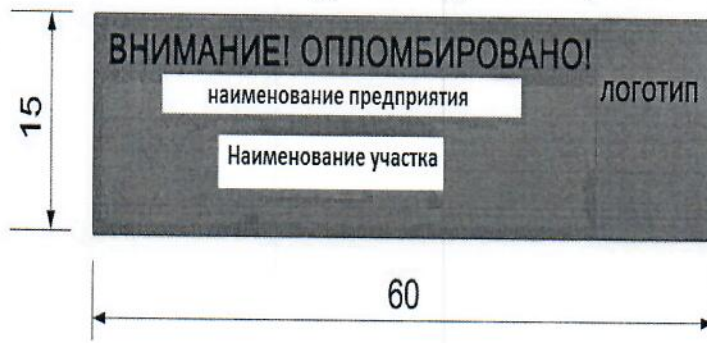 ВНИМАНИЕ! ОПЛОМБИРОВАНО!
наименование предприятия
ЛОГОТИП
Наименование участка
15
60